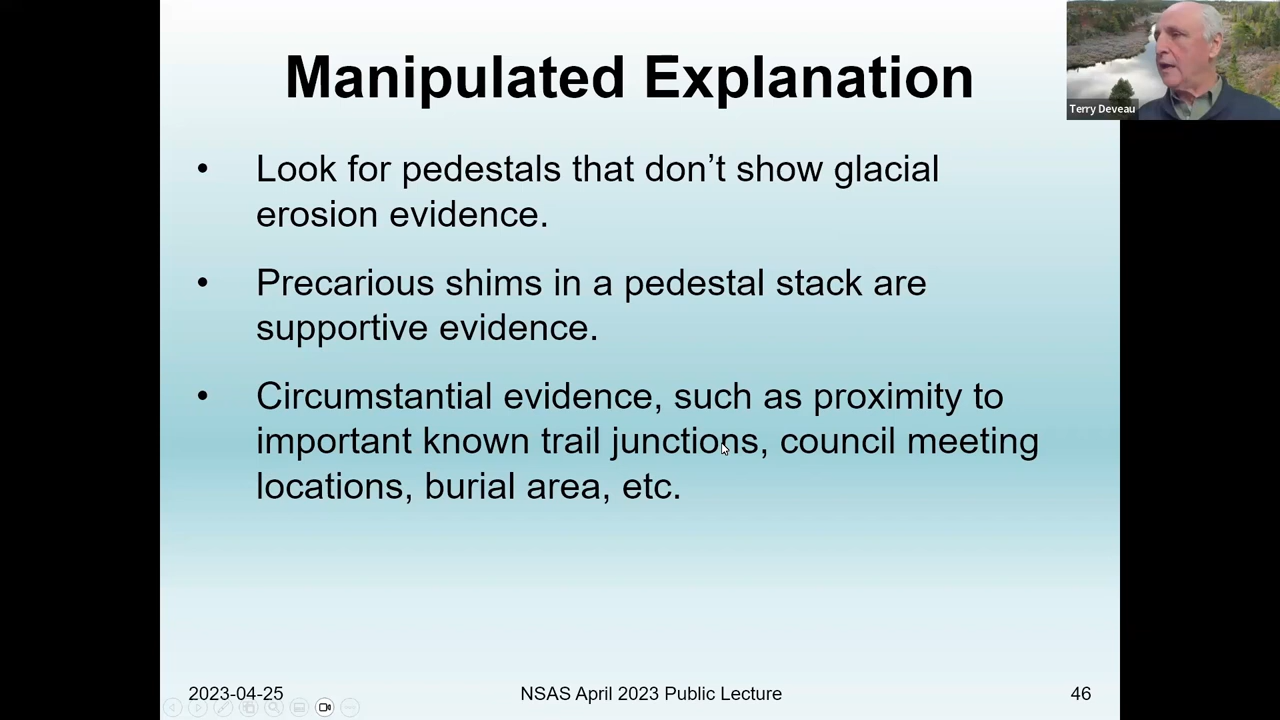 Manipulated Explanation
Terry Deveau
• Look for pedestals that don’t show glacial
erosion evidence.
• Precarious shims in a pedestal stack are
supportive evidence.
• Circumstantial evidence, such as proximity to
important known trail junctions, council meeting
locations, burial area, etc.
2023-04-25 NSAS April 2023 Public Lecture 46